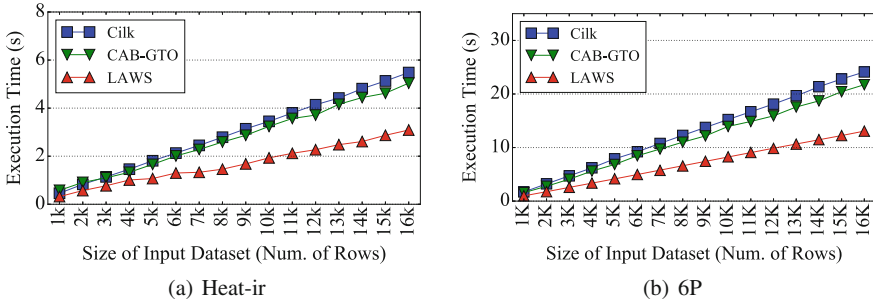 8
6
4
2
0
Execution Time (s)
Cilk
CAB-GTO
LAWS
1k 2k 3k 4k 5k 6k 7k 8k 9k 10k 11k 12k 13k 14k 15k 16k
Size of Input Dataset (Num. of Rows)
(a) Heat-ir
30
20
10
0
Execution Time (s)
Cilk
CAB-GTO
LAWS
1K 2K 3K 4K 5K 6K 7K 8K 9K 10K 11K 12K 13K 14K 15K 16K
Size of Input Dataset (Num. of Rows)
(b) 6P